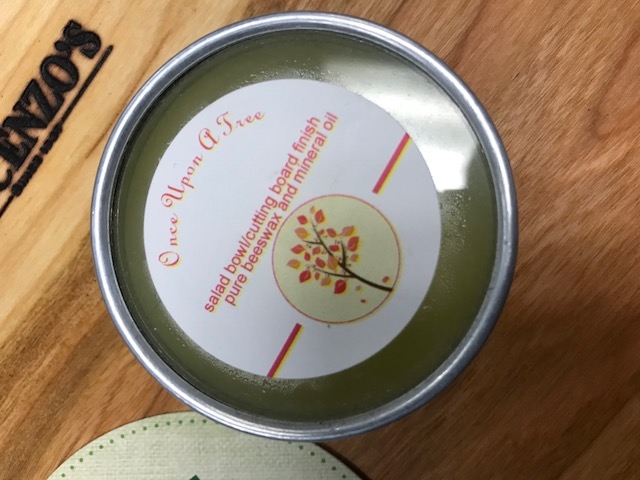 Once Upon A Tree
salad bowl/cutting board finish
pure beeswax and mineral oil
CENZO'S